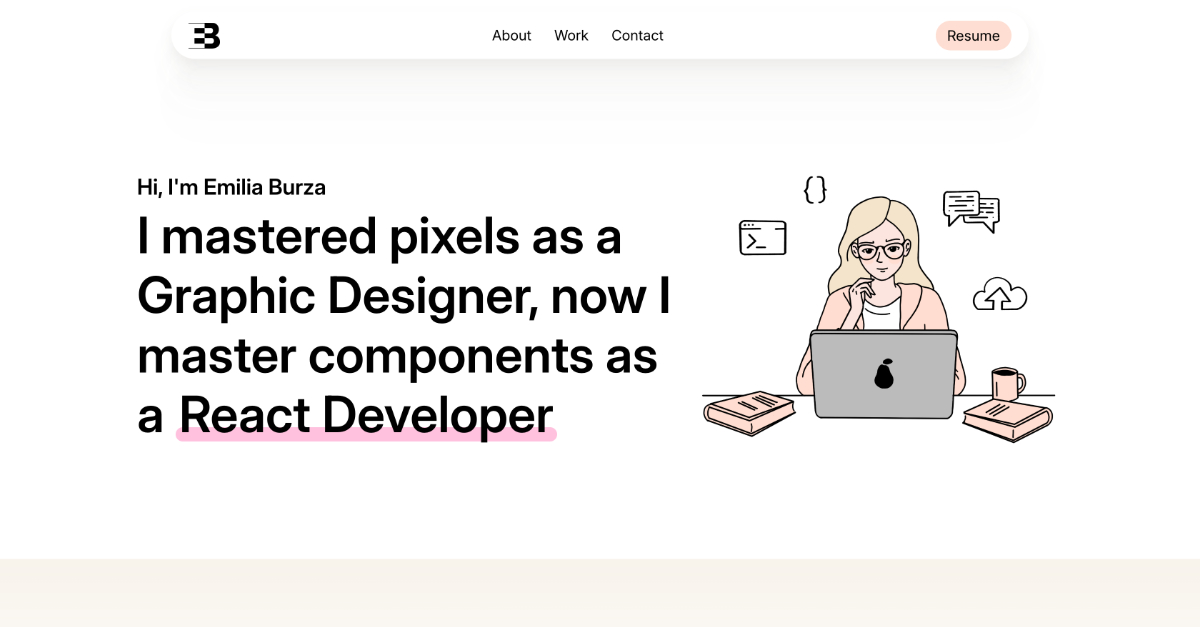 About Work Contact Resume
Hi, I'm Emilia Burza
I mastered pixels as a
Graphic Designer, now I
master components as
a React Developer